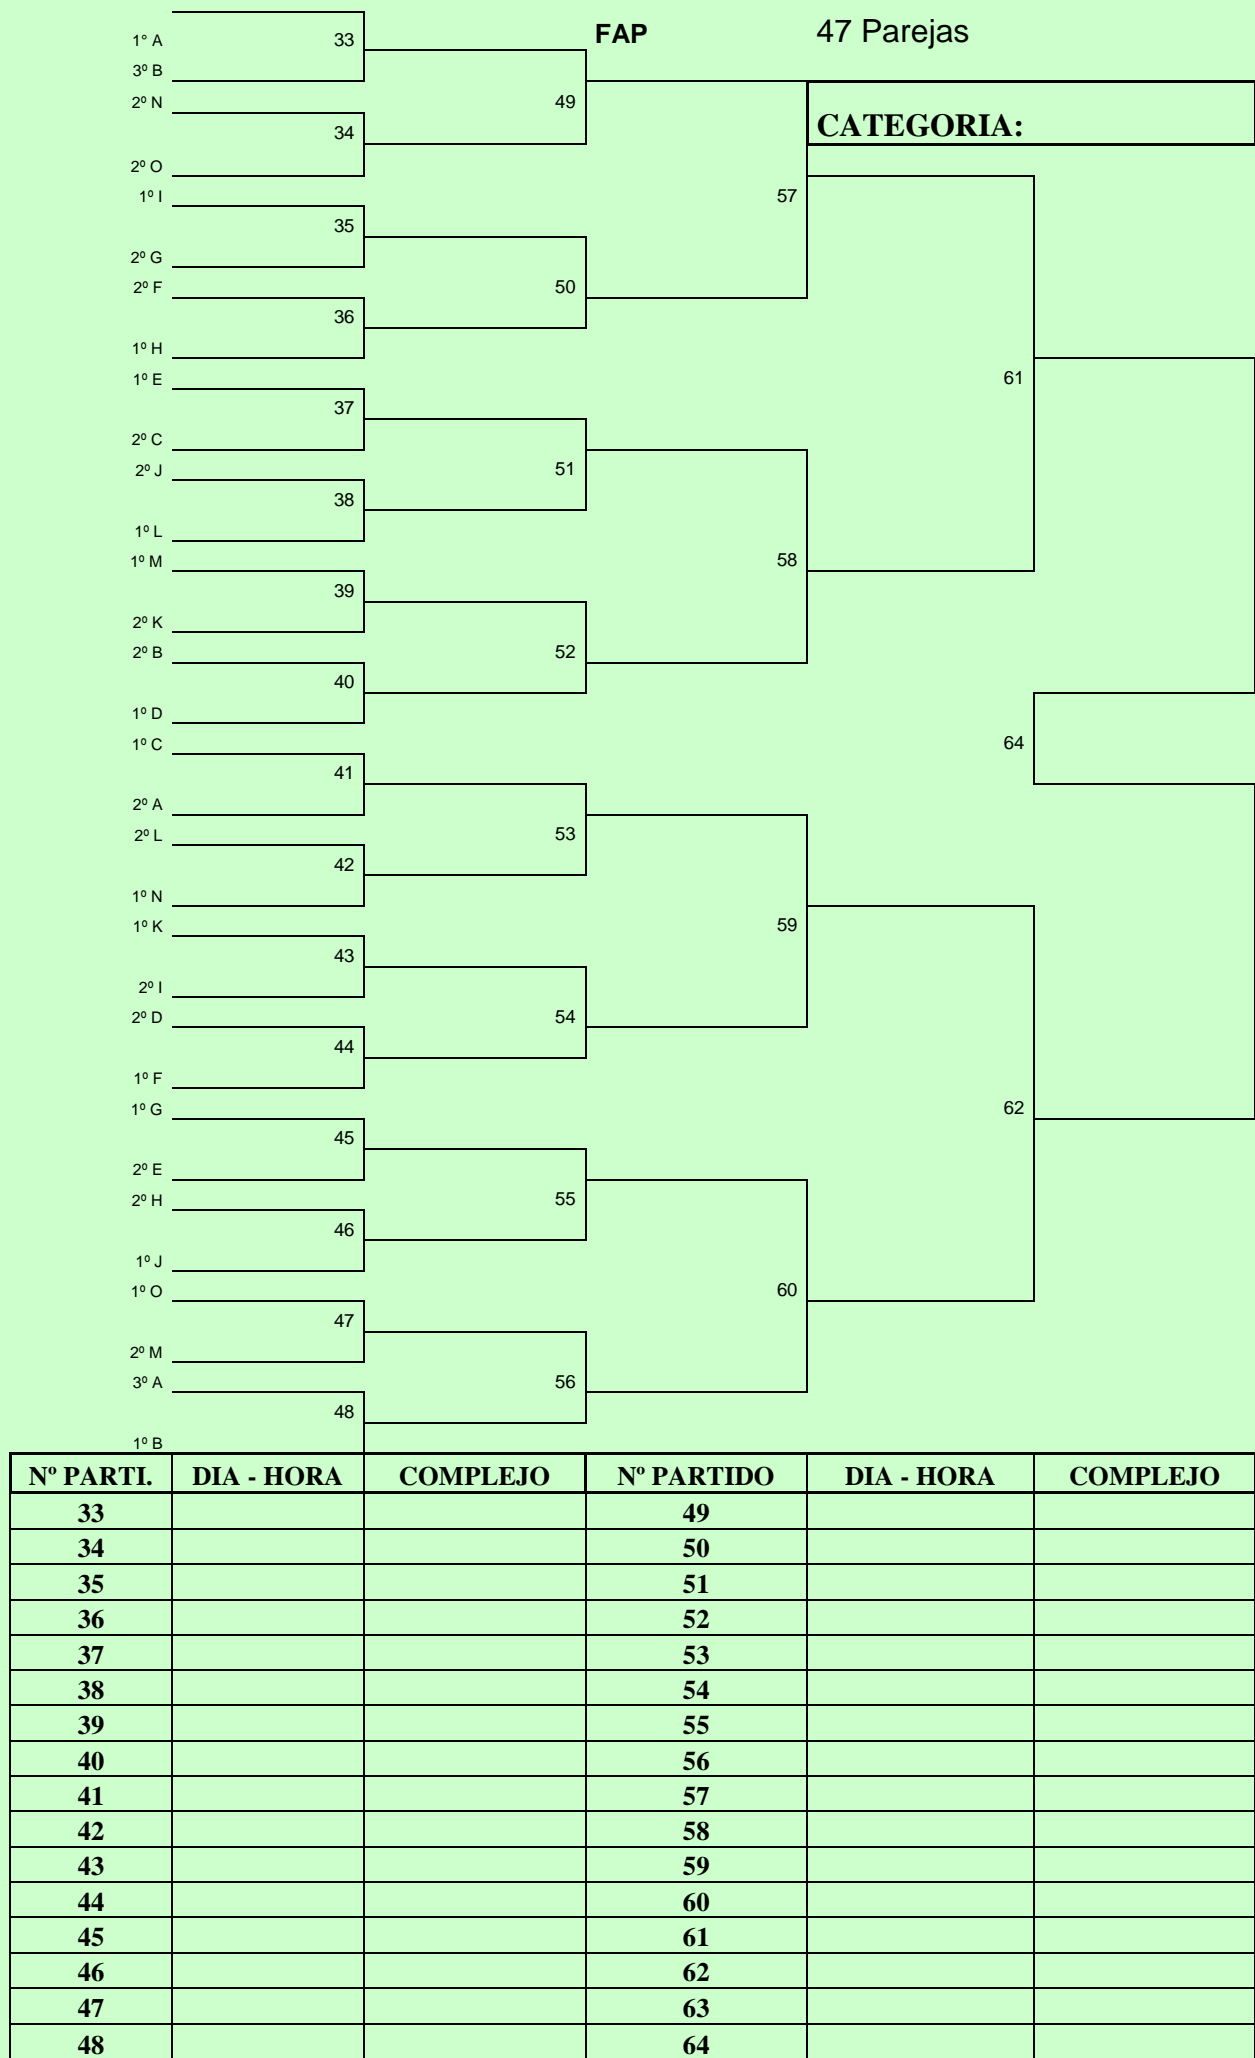 FAP 47 Parejas
1° A 33
3º B
2º N 49
CATEGORIA:
34
2º O
1º I 57
35
2º G
2º F 50
36
1º H
1º E 61
37
2º C
2º J 51
38
1º L
1º M 58
39
2º K
2º B 52
40
1º D
1º C 64
41
2º A
2º L 53
42
1º N
1º K 59
43
2º I
2º D 54
44
1º F
1º G 62
45
2º E
2º H 55
46
1º J
1º O 60
47
2º M
3º A 56
48
1º B
Nº PARTI. DIA - HORA COMPLEJO Nº PARTIDO DIA - HORA COMPLEJO
33 49
34 50
35 51
36 52
37 53
38 54
39 55
40 56
41 57
42 58
43 59
44 60
45 61
46 62
47 63
48 64